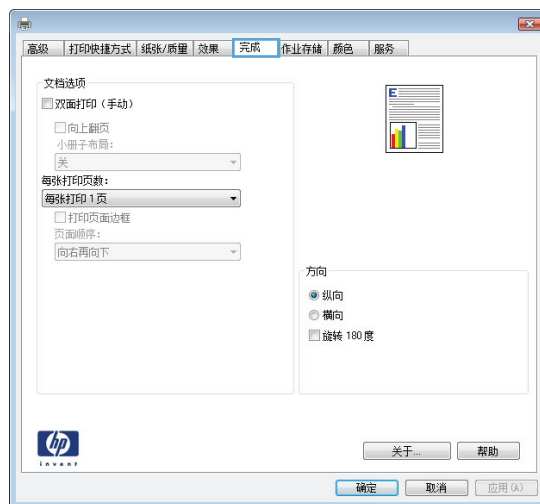 高级 打印快捷方式 纸张/质量 效果 完成 作业存储 颜色 服务
文档选项
双面打印（手动）
向上翻页
小册子布局：
关
每张打印页数：
每张打印 1 页
打印页面边框
页面顺序：
向右再向下
E
方向
纵向
横向
旋转 180 度
hp
invent
关于... 帮助
确定 取消 应用(A)